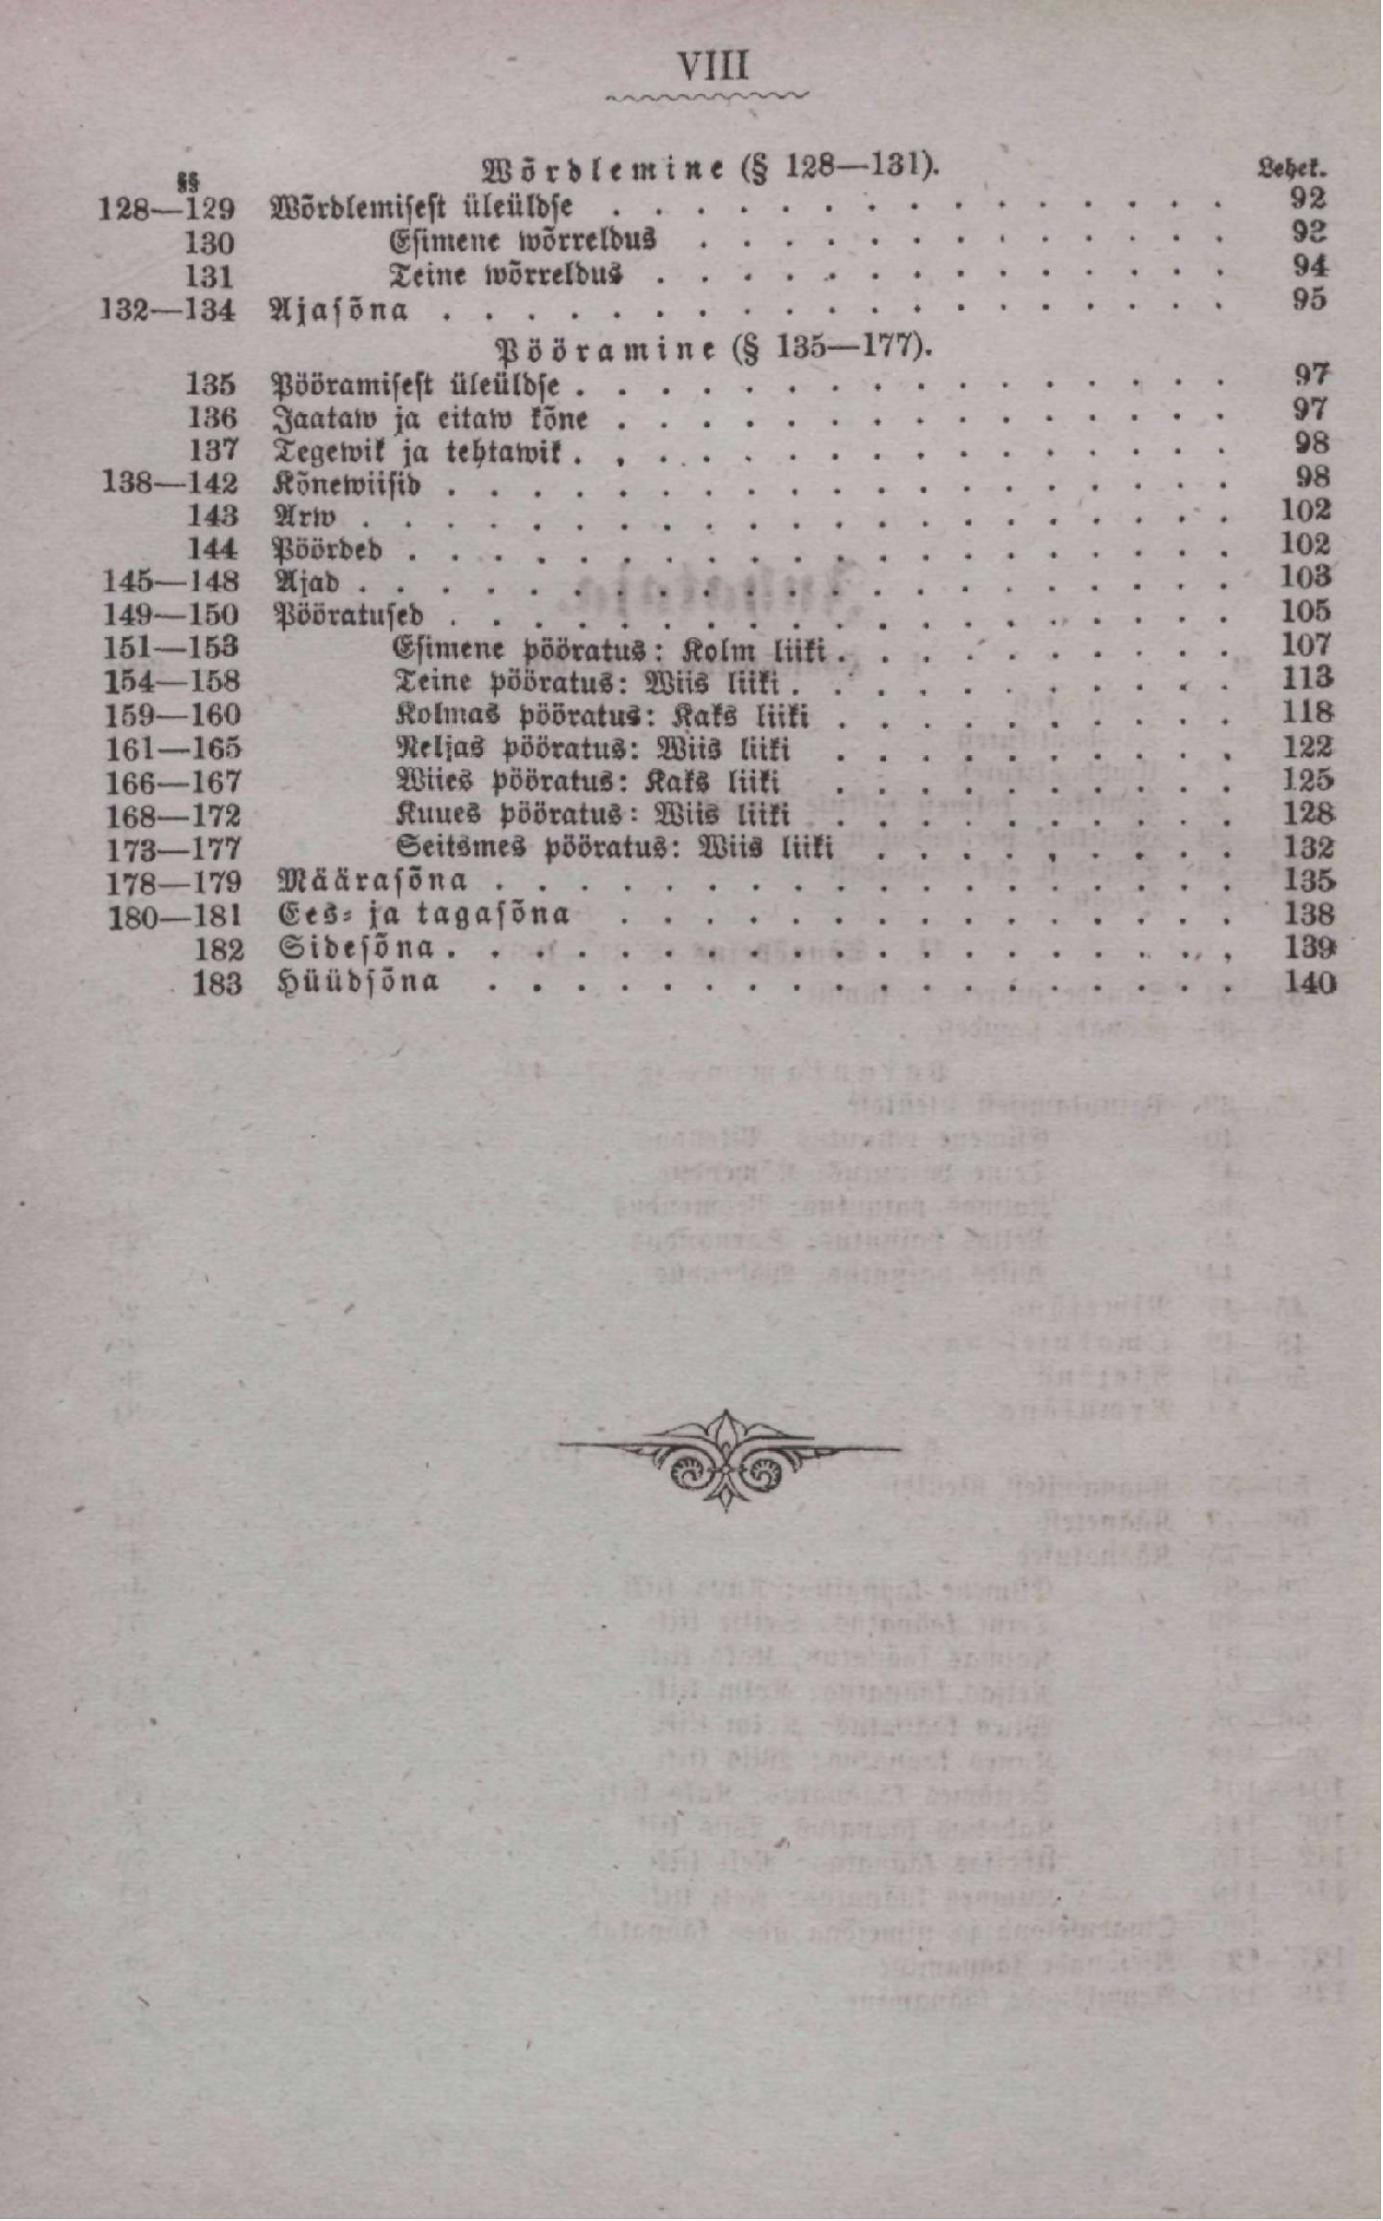 VIII
Wõrdlemine (§ 128—131).
§§ Lehek.
128—129 Wõrdlemisest üleüldse . . . . . . . . . . . . . . . 92
130 Esimene wõrreldus . . . . . . . . . . . . . 93
131 Teine wõrreldus . . . . . . . . . . . . . . 94
132—134 Ajasõna . . . . . . . . . . . . . . . . . . . 95
Pööramine (§ 135—177).
135 Pööramisest üleüldse . . . . . . . . . . . . . . . . 97
136 Jaataw ja eitaw kõne . . . . . . . . . . . . . . . 97
137 Tegewik ja tehtawik . . . . . . . . . . . . . . . . 98
138—142 Kõnewiisid . . . . . . . . . . . . . . . . . . . 98
143 Arw . . . . . . . . . . . . . . . . . . . . . 102
144 Pöörded . . . . . . . . . . . . . . . . . . . . 102
145—148 Ajad . . . . . . . . . . . . . . . . . . . . . 103
149—150 Pööratused . . . . . . . . . . . . . . . . . . . 105
151—153 Esimene pööratus: Kolm liiki . . . . . . . . . . 107
154—158 Teine pööratus: Wiis liiki . . . . . . . . . . . 113
159—160 Kolmas pööratus: Kaks liiki . . . . . . . . . . 118
161—165 Neljas pööratus: Wiis liiki . . . . . . . . . . 122
166—167 Wiies pööratus: Kaks liiki . . . . . . . . . . 125
168—172 Kuues pööratus: Wiis liiki . . . . . . . . . . 128
173—177 Seitsmes pööratus: Wiis liiki . . . . . . . . . 132
178—179 Määrasõna . . . . . . . . . . . . . . . . . . 135
180—181 Ees- ja tagasõna . . . . . . . . . . . . . . . 138
182 Sidesõna . . . . . . . . . . . . . . . . . . . 139
183 Hüüdsõna . . . . . . . . . . . . . . . . . . 140